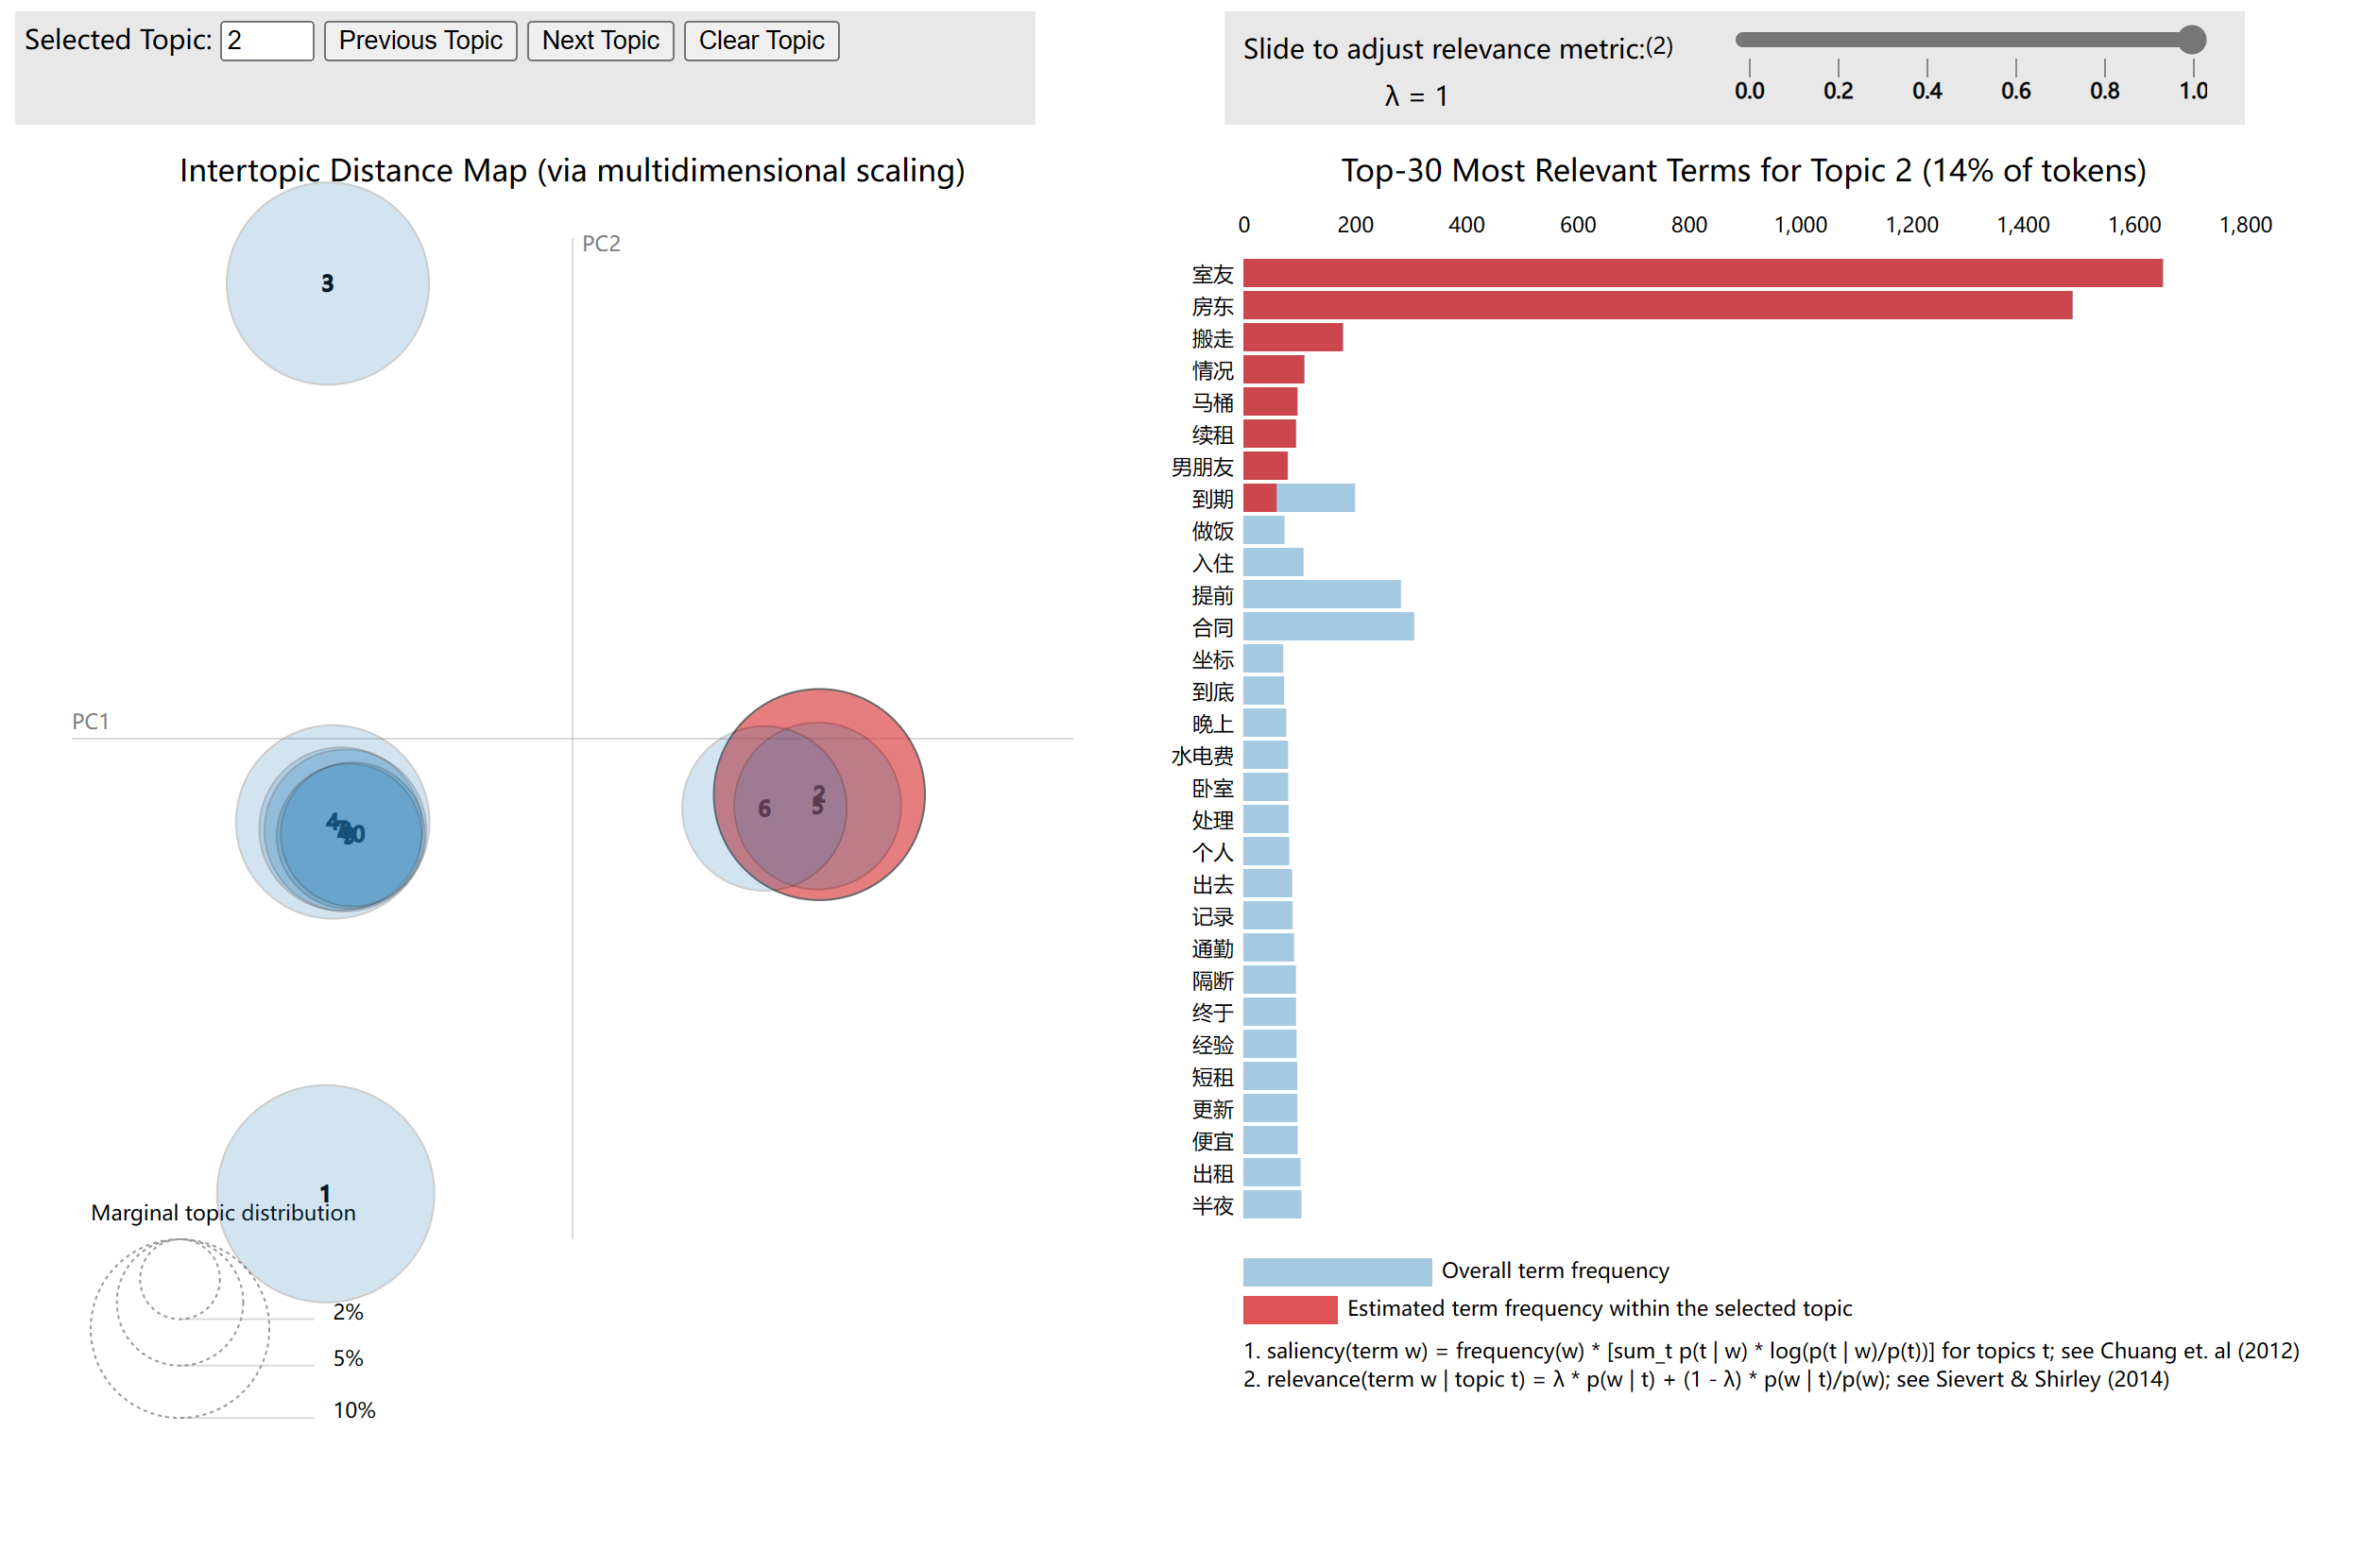 Selected Topic: 2 Previous Topic Next Topic Clear Topic
Slide to adjust relevance metric:(2)
λ = 1
0.0 0.2 0.4 0.6 0.8 1.0
Intertopic Distance Map (via multidimensional scaling)
PC2
PC1
3
6
2
5
4
1
Marginal topic distribution
2%
5%
10%
Top-30 Most Relevant Terms for Topic 2 (14% of tokens)
0 200 400 600 800 1,000 1,200 1,400 1,600 1,800
室友
房东
搬走
情况
马桶
续租
男朋友
到期
做饭
入住
提前
合同
坐标
到底
晚上
水电费
卧室
处理
个人
出去
记录
通勤
隔断
终于
经验
短租
更新
便宜
出租
半夜
Overall term frequency
Estimated term frequency within the selected topic
1. saliency(term w) = frequency(w) * [sum_t p(t | w) * log(p(t | w)/p(t))] for topics t; see Chuang et. al (2012)
2. relevance(term w | topic t) = λ * p(w | t) + (1 - λ) * p(w | t)/p(w); see Sievert & Shirley (2014)